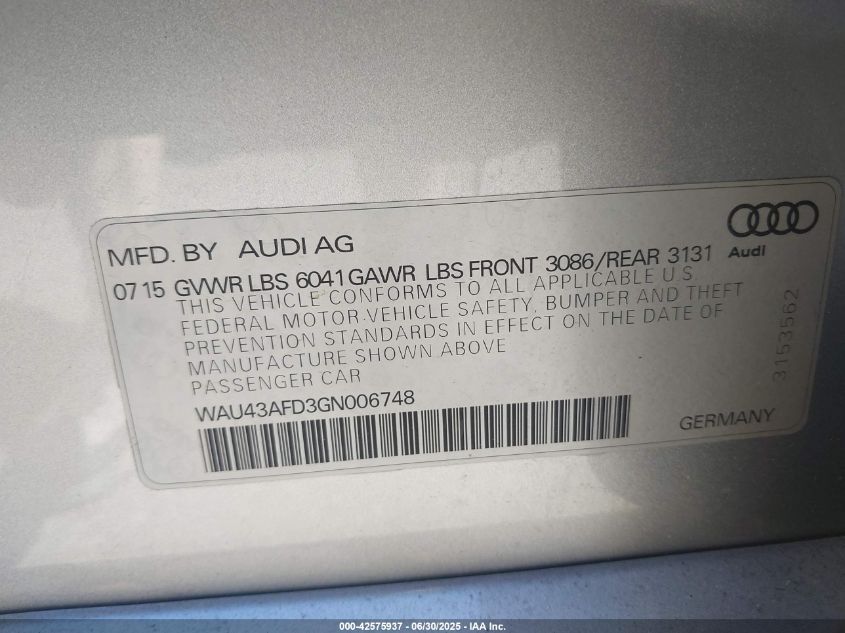 MFD. BY AUDI AG
Audi
07 15 GVWR LBS 6041 GAWR LBS FRONT 3086/REAR 3131
THIS VEHICLE CONFORMS TO ALL APPLICABLE U.S.
FEDERAL MOTOR VEHICLE SAFETY, BUMPER AND THEFT
PREVENTION STANDARDS IN EFFECT ON THE DATE OF
MANUFACTURE SHOWN ABOVE
PASSENGER CAR
3153562
WAU43AFD3GN006748
GERMANY
000-42575937 - 06/30/2025 - IAA Inc.